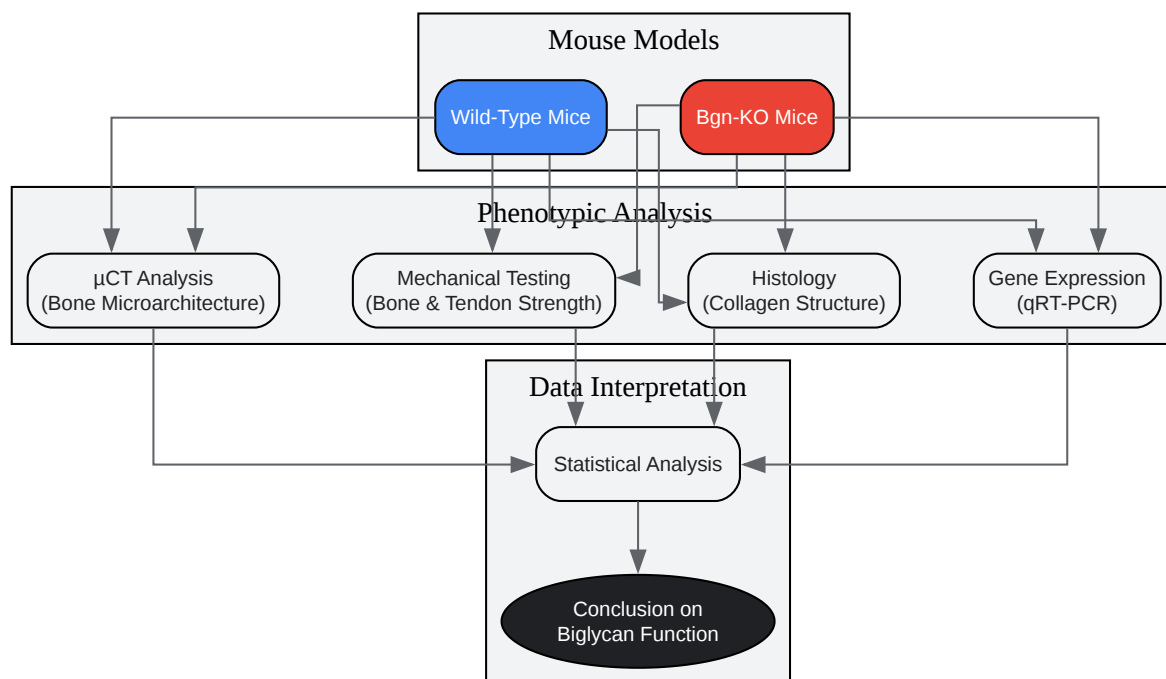 Mouse Models
Wild-Type Mice
Bgn-KO Mice
Phenotypic Analysis
µCT Analysis
(Bone Microarchitecture)
Mechanical Testing
(Bone & Tendon Strength)
Histology
(Collagen Structure)
Gene Expression
(qRT-PCR)
Data Interpretation
Statistical Analysis
Conclusion on
Biglycan Function